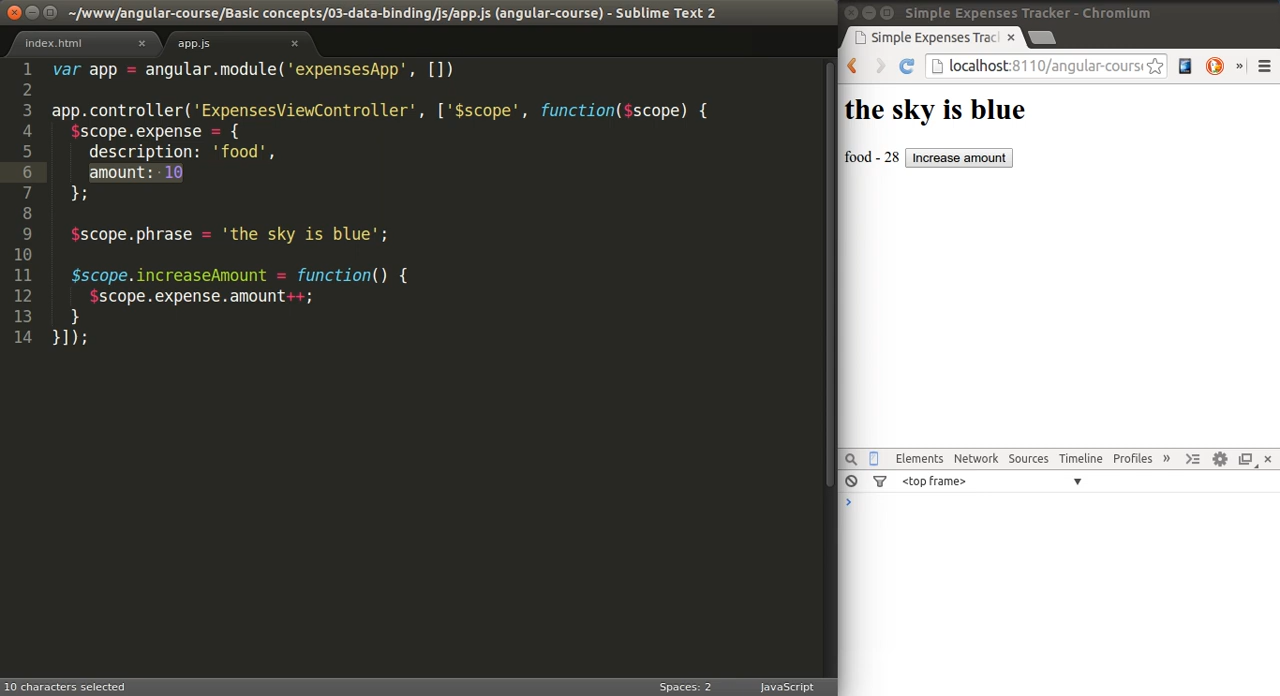 ~/www/angular-course/Basic concepts/03-data-binding/js/app.js (angular-course) - Sublime Text 2
index.html × app.js ×
1 var app = angular.module('expensesApp', [])
2
3 app.controller('ExpensesViewController', ['$scope', function($scope) {
4 $scope.expense = {
5 description: 'food',
6 amount: 10
7 };
8
9 $scope.phrase = 'the sky is blue';
10
11 $scope.increaseAmount = function() {
12 $scope.expense.amount++;
13 }
14 }]);
10 characters selected Spaces: 2 JavaScript
Simple Expenses Tracker - Chromium
Simple Expenses Trac ×
localhost:8110/angular-cours »
the sky is blue
food - 28 Increase amount
Elements Network Sources Timeline Profiles » ×
<top frame> ▼
>